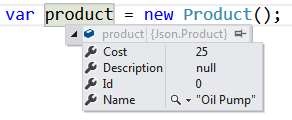 var product = new Product();
product {Json.Product}
Cost 25
Description null
Id 0
Name "Oil Pump"